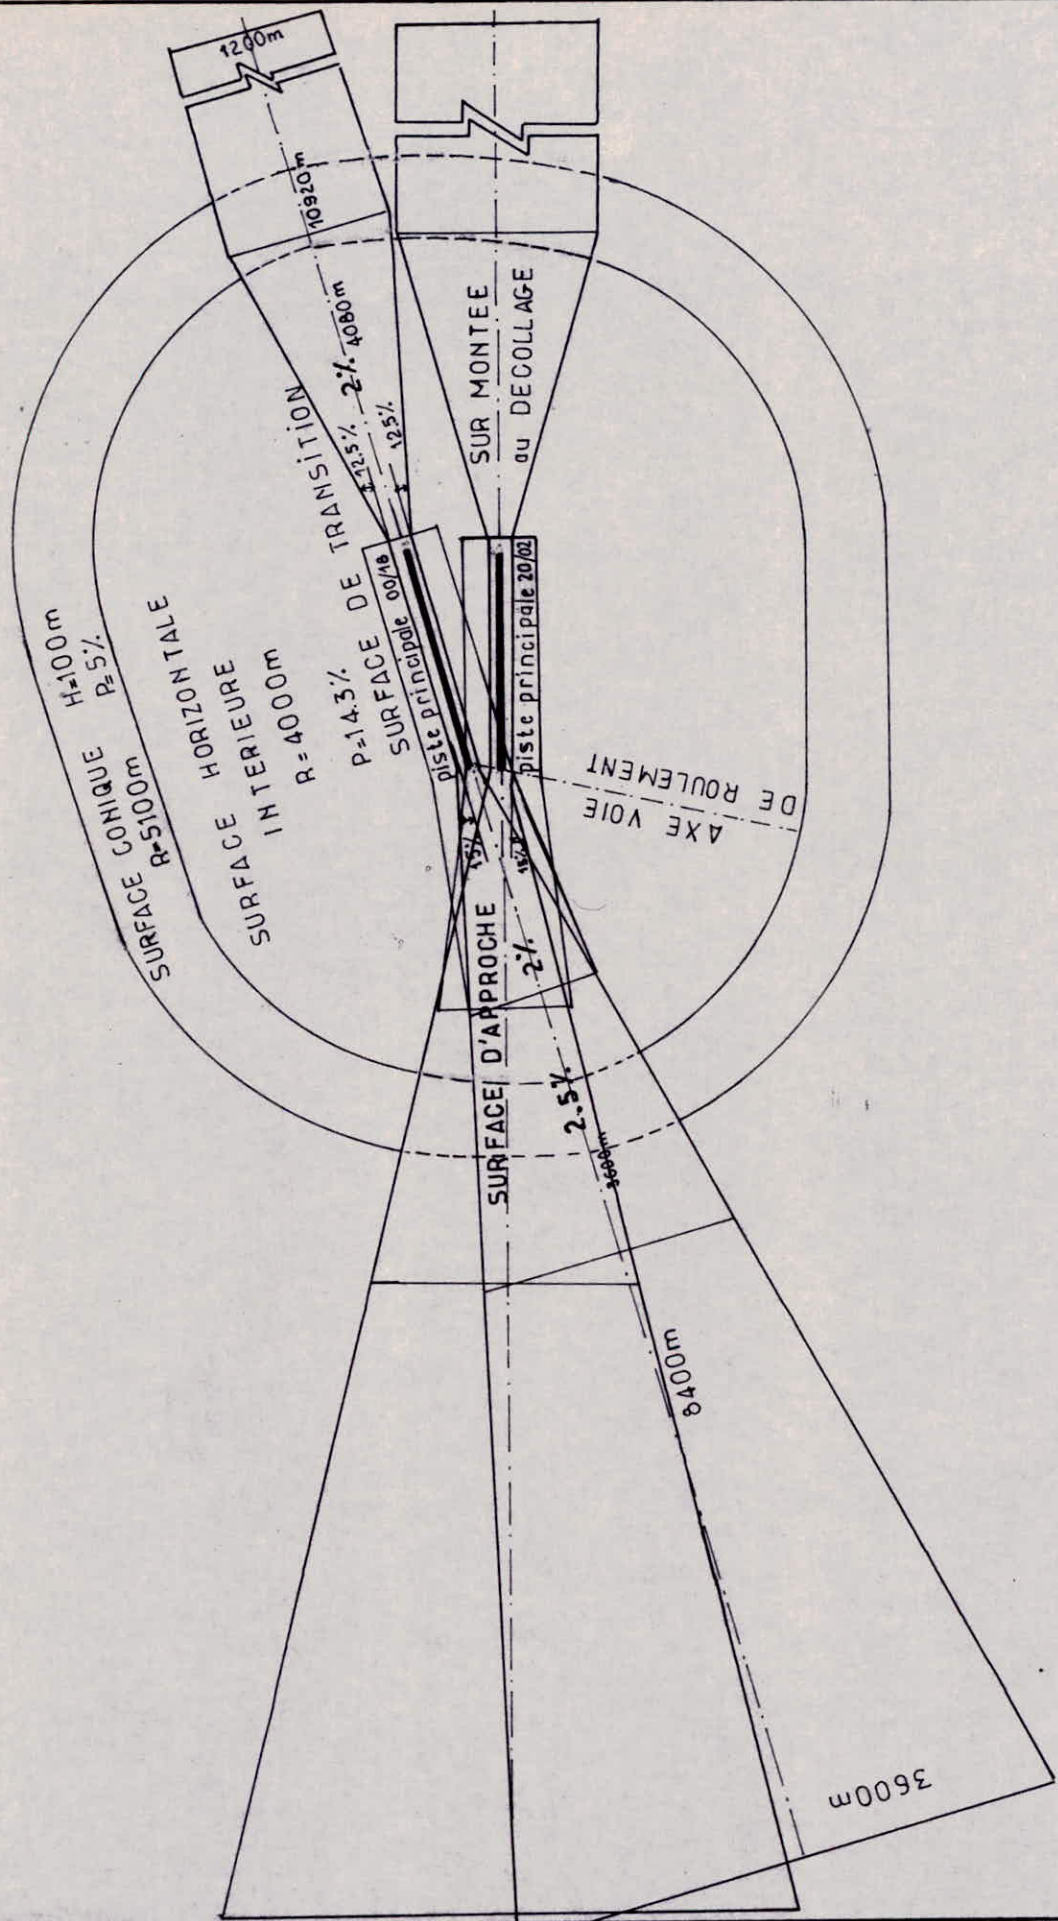 1200m
10920m
4080m
2%
12.5%
12.5%
SUR MONTEE
au DECOLLAGE
SURFACE CONIQUE H=100m
R=5100m P=5%
SURFACE HORIZONTALE
INTERIEURE
R=4000m
P=14.3%
SURFACE DE TRANSITION
piste principale 00/18
piste principale 20/02
AXE VOIE
DE ROULEMENT
15%
15%
SURFACE D'APPROCHE
2%
2.5%
3600m
8400m
3600m